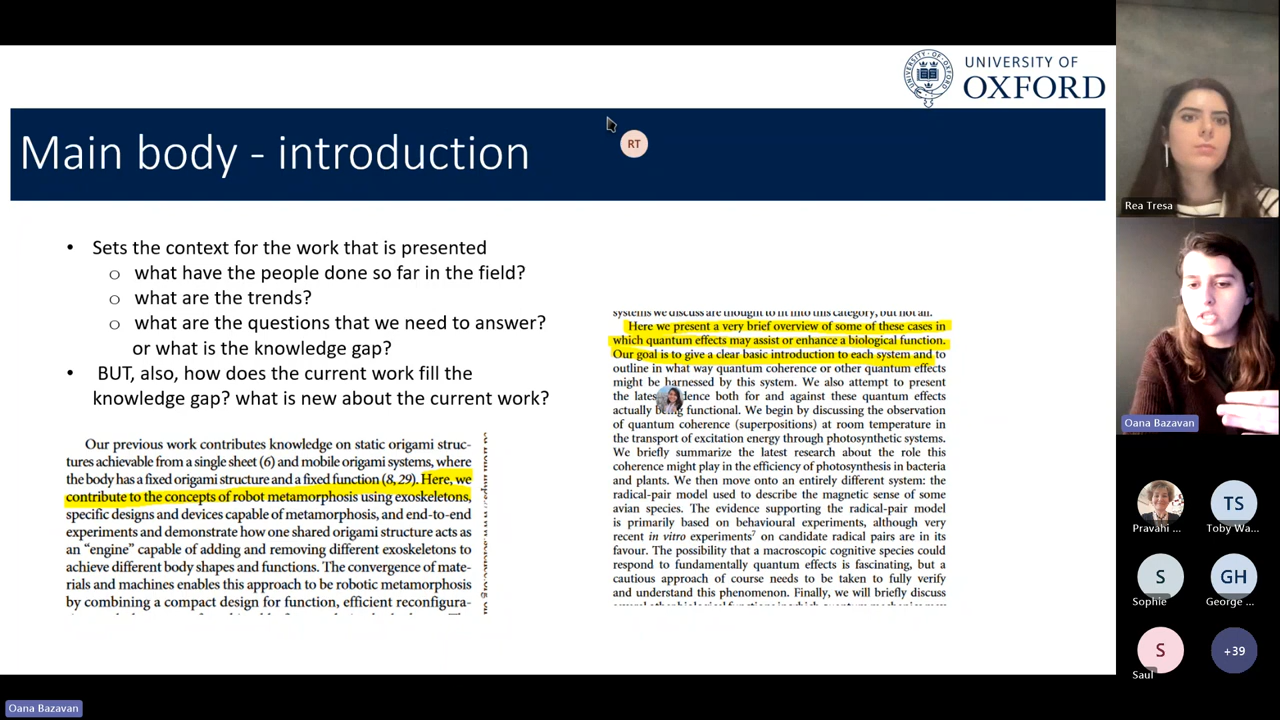 UNIVERSITY OF
OXFORD
Main body - introduction
RT
• Sets the context for the work that is presented
o what have the people done so far in the field?
o what are the trends?
o what are the questions that we need to answer?
or what is the knowledge gap?
• BUT, also, how does the current work fill the
knowledge gap? what is new about the current work?
Our previous work contributes knowledge on static origami struc-
tures achievable from a single sheet (6) and mobile origami systems, where
the body has a fixed origami structure and a fixed function (8, 29). Here, we
contribute to the concepts of robot metamorphosis using exoskeletons,
specific designs and devices capable of metamorphosis, and end-to-end
experiments and demonstrate how one shared origami structure acts as
an “engine” capable of adding and removing different exoskeletons to
achieve different body shapes and functions. The convergence of mate-
rials and machines enables this approach to be robotic metamorphosis
by combining a compact design for function, efficient reconfigura-
systems we discuss are thought to fit into this category, but not all.
Here we present a very brief overview of some of these cases in
which quantum effects may assist or enhance a biological function.
Our goal is to give a clear basic introduction to each system and to
outline in what way quantum coherence or other quantum effects
might be harnessed by this system. We also attempt to present
the dence both for and against these quantum effects
actually functional. We begin by discussing the observation
of quantum coherence (superpositions) at room temperature in
the transport of excitation energy through photosynthetic systems.
We briefly summarize the latest research about the role this
coherence might play in the efficiency of photosynthesis in bacteria
and plants. We then move onto an entirely different system: the
radical-pair model used to describe the magnetic sense of some
avian species. The evidence supporting the radical-pair model
is primarily based on behavioural experiments, although very
recent in vitro experiments7 on candidate radical pairs are in its
favour. The possibility that a macroscopic cognitive species could
respond to fundamentally quantum effects is fascinating, but a
cautious approach of course needs to be taken to fully verify
and understand this phenomenon. Finally, we will briefly discuss
Rea Tresa
Oana Bazavan
TS
Pravahi ...
Toby Wa...
S
GH
Sophie
George ...
S
+39
Saul
Oana Bazavan